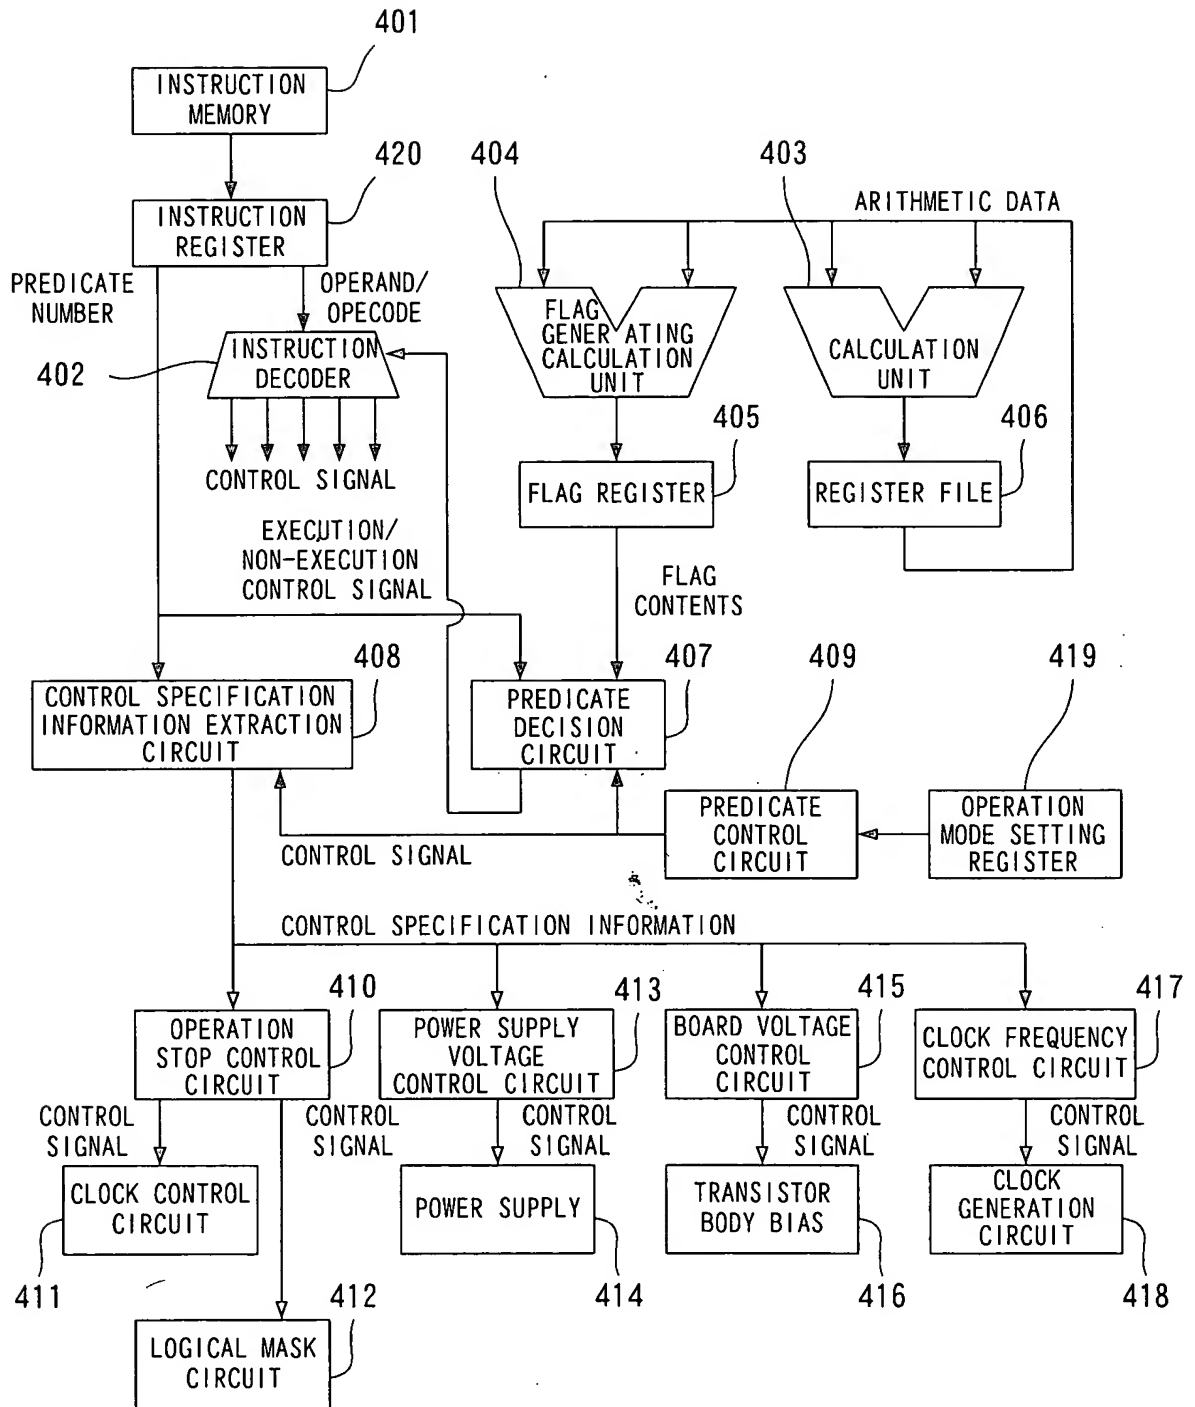 401
INSTRUCTION
MEMORY
420
INSTRUCTION
REGISTER
404
403
ARITHMETIC DATA
PREDICATE
NUMBER
OPERAND/
OPECODE
402
INSTRUCTION
DECODER
FLAG
GENERATING
CALCULATION
UNIT
CALCULATION
UNIT
CONTROL SIGNAL
405
FLAG REGISTER
406
REGISTER FILE
EXECUTION/
NON-EXECUTION
CONTROL SIGNAL
FLAG
CONTENTS
408
CONTROL SPECIFICATION
INFORMATION EXTRACTION
CIRCUIT
407
PREDICATE
DECISION
CIRCUIT
409
419
PREDICATE
CONTROL
CIRCUIT
OPERATION
MODE SETTING
REGISTER
CONTROL SIGNAL
CONTROL SPECIFICATION INFORMATION
410
OPERATION
STOP CONTROL
CIRCUIT
413
POWER SUPPLY
VOLTAGE
CONTROL CIRCUIT
415
BOARD VOLTAGE
CONTROL
CIRCUIT
417
CLOCK FREQUENCY
CONTROL CIRCUIT
CONTROL
SIGNAL
CONTROL
SIGNAL
CONTROL
SIGNAL
CONTROL
SIGNAL
CONTROL
SIGNAL
CLOCK CONTROL
CIRCUIT
POWER SUPPLY
TRANSISTOR
BODY BIAS
CLOCK
GENERATION
CIRCUIT
411
412
414
416
418
LOGICAL MASK
CIRCUIT